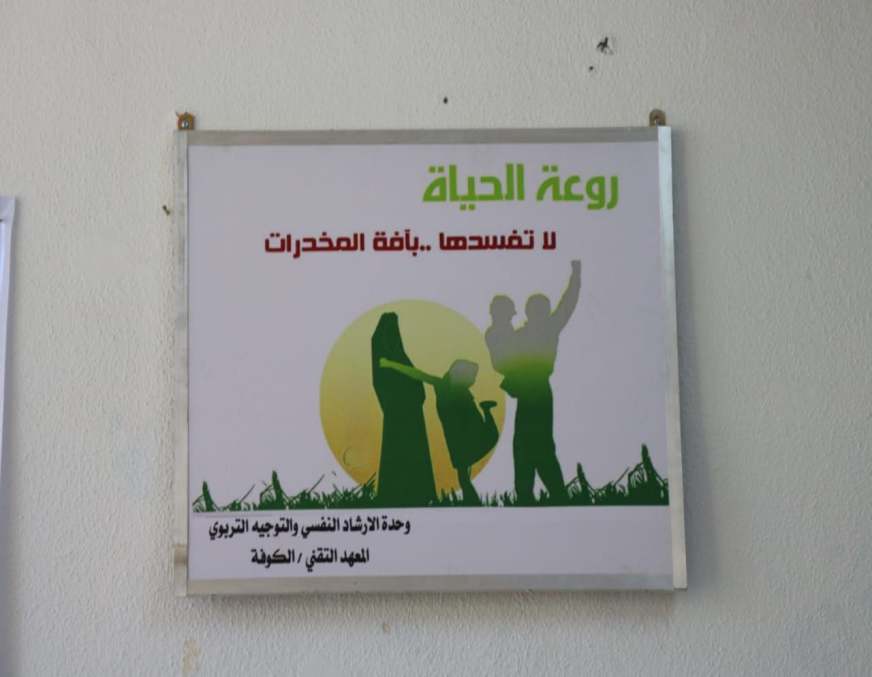 روعة الحياة
لا تفسدها ..بآفة المخدرات
وحدة الارشاد النفسي والتوجيه التربوي
المعهد التقني / الكوفة